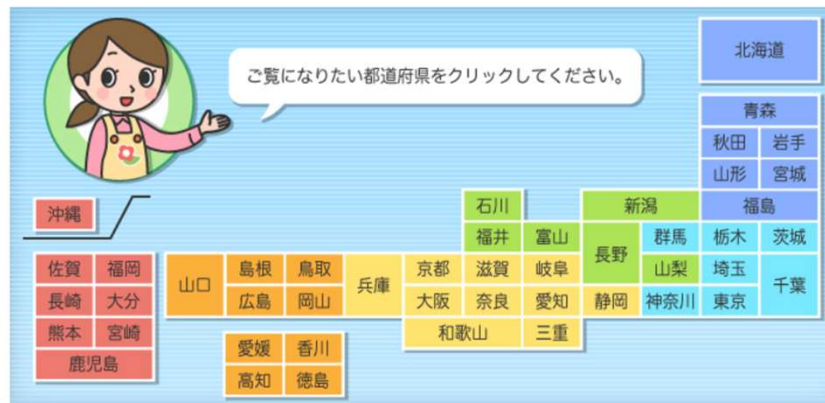 ご覧になりたい都道府県をクリックしてください。
北海道
青森
秋田 岩手
山形 宮城
沖縄 石川 新潟 福島
福井 富山 長野 群馬 栃木 茨城
佐賀 福岡 山口 島根 鳥取 兵庫 京都 滋賀 岐阜 山梨 埼玉 千葉
長崎 大分 広島 岡山 大阪 奈良 愛知 静岡 神奈川 東京
熊本 宮崎 和歌山 三重
鹿児島 愛媛 香川
高知 徳島